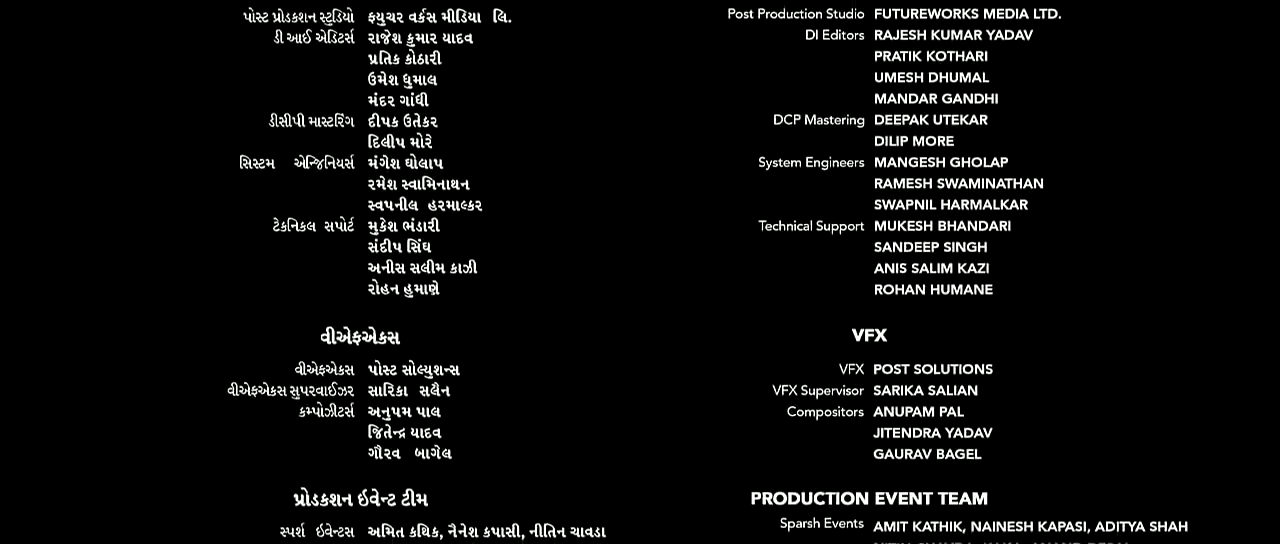 પોસ્ટ પ્રોડક્શન સ્ટુડિયો ફ્યુચર વર્કસ મીડિયા લિ.
ડી આઈ એડિટર્સ રાજેશ કુમાર યાદવ
પ્રતિક કોઠારી
ઉમેશ ધુમાલ
મંદર ગાંધી
ડીસીપી માસ્ટરિંગ દીપક ઉતેકર
દિલીપ મોરે
સિસ્ટમ એન્જિનિયર્સ મંગેશ ઘોલાપ
રમેશ સ્વામિનાથન
સ્વપનીલ હરમાલ્કર
ટેકનિકલ સપોર્ટ મુકેશ ભંડારી
સંદીપ સિંઘ
અનીસ સલીમ કાઝી
રોહન હુમાણે
વીએફએક્સ
વીએફએક્સ પોસ્ટ સોલ્યુશન્સ
વીએફએક્સ સુપરવાઈઝર સારિકા સલૈન
કમ્પોઝીટર્સ અનુપમ પાલ
જિતેન્દ્ર યાદવ
ગૌરવ બાગેલ
પ્રોડક્શન ઇવેન્ટ ટીમ
સ્પર્શ ઇવેન્ટસ અમિત કથિક, નૈનેશ કપાસી, નીતિન ચાવડા
Post Production Studio FUTUREWORKS MEDIA LTD.
DI Editors RAJESH KUMAR YADAV
PRATIK KOTHARI
UMESH DHUMAL
MANDAR GANDHI
DCP Mastering DEEPAK UTEKAR
DILIP MORE
System Engineers MANGESH GHOLAP
RAMESH SWAMINATHAN
SWAPNIL HARMALKAR
Technical Support MUKESH BHANDARI
SANDEEP SINGH
ANIS SALIM KAZI
ROHAN HUMANE
VFX
VFX POST SOLUTIONS
VFX Supervisor SARIKA SALIAN
Compositors ANUPAM PAL
JITENDRA YADAV
GAURAV BAGEL
PRODUCTION EVENT TEAM
Sparsh Events AMIT KATHIK, NAINESH KAPASI, ADITYA SHAH